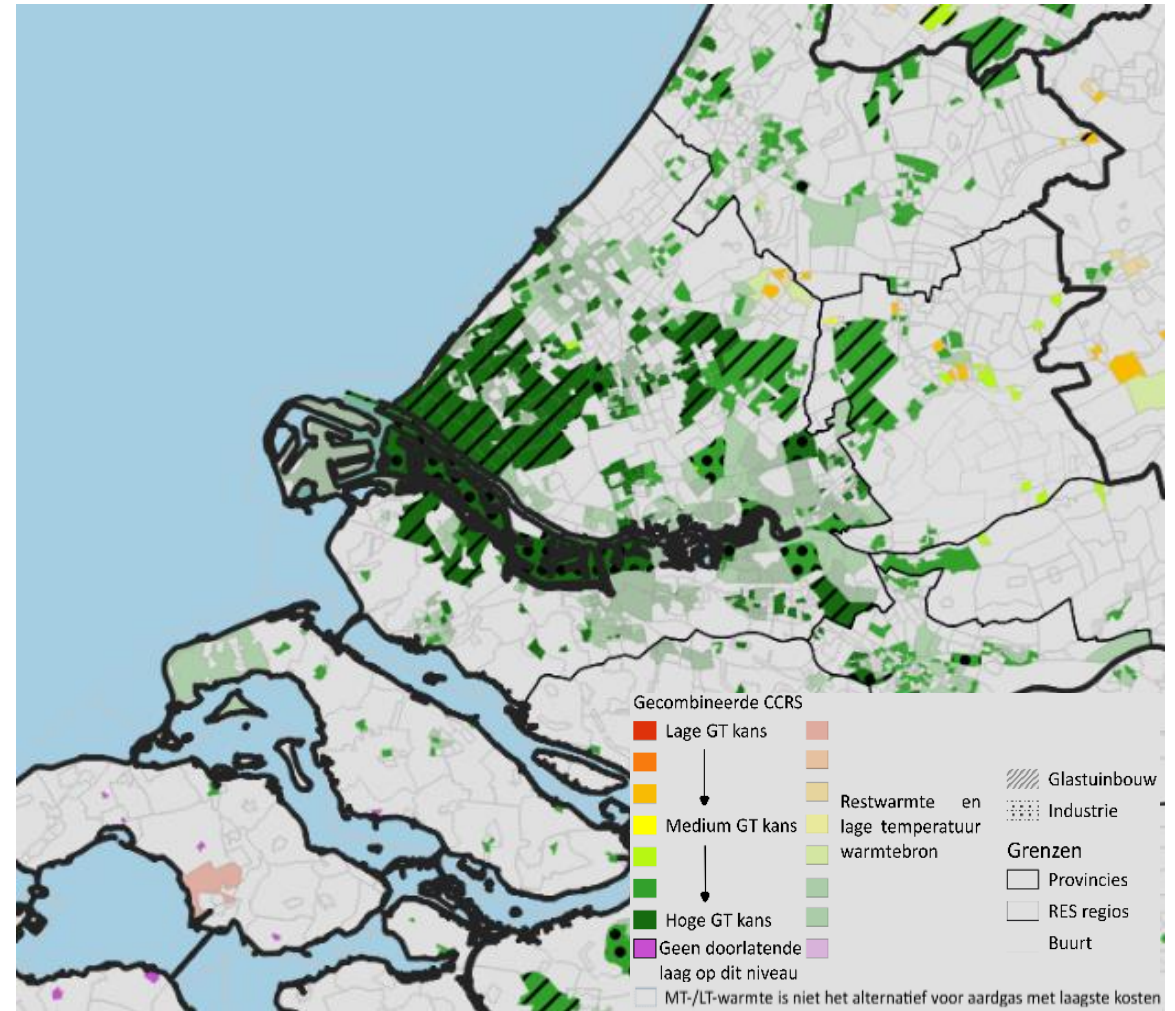 Gecombineerde CCRS
Lage GT kans
Medium GT kans
Hoge GT kans
Geen doorlatende
laag op dit niveau
Restwarmte en
lage temperatuur
warmtebron
Glastuinbouw
Industrie
Grenzen
Provincies
RES regios
Buurt
MT-/LT-warmte is niet het alternatief voor aardgas met laagste kosten